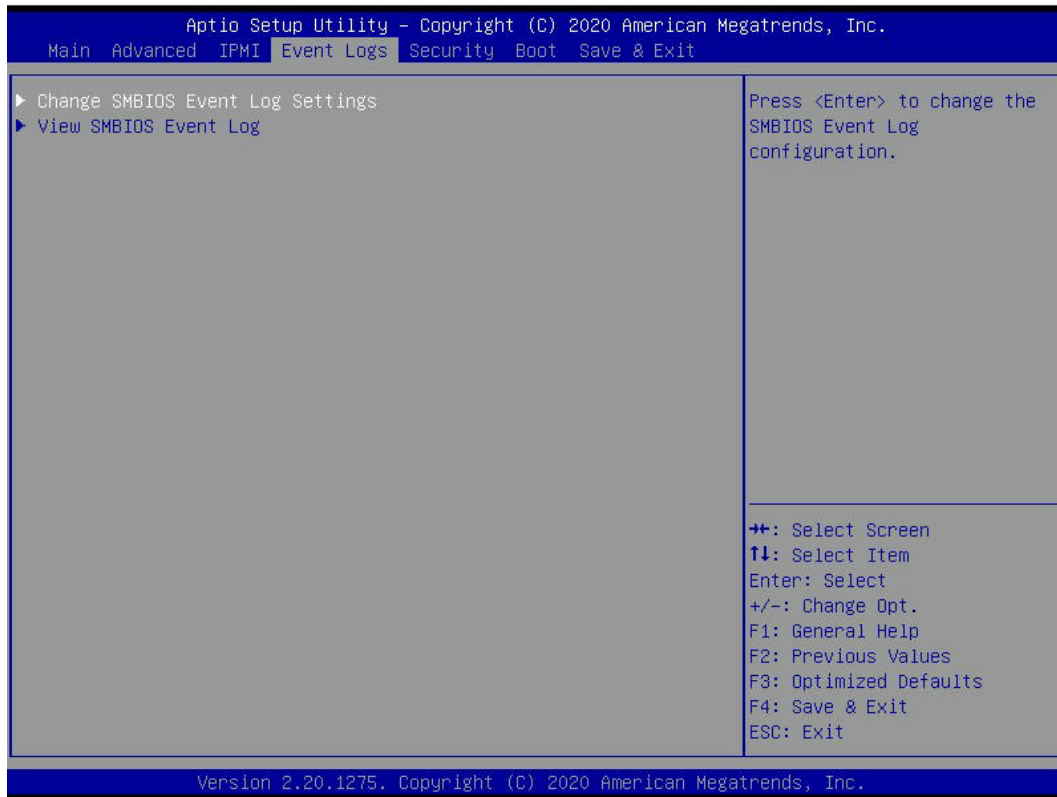 Aptio Setup Utility – Copyright (C) 2020 American Megatrends, Inc.
Main Advanced IPMI Event Logs Security Boot Save & Exit
▶ Change SMBIOS Event Log Settings
▶ View SMBIOS Event Log
Press <Enter> to change the
SMBIOS Event Log
configuration.
→←: Select Screen
↑↓: Select Item
Enter: Select
+/-: Change Opt.
F1: General Help
F2: Previous Values
F3: Optimized Defaults
F4: Save & Exit
ESC: Exit
Version 2.20.1275. Copyright (C) 2020 American Megatrends, Inc.